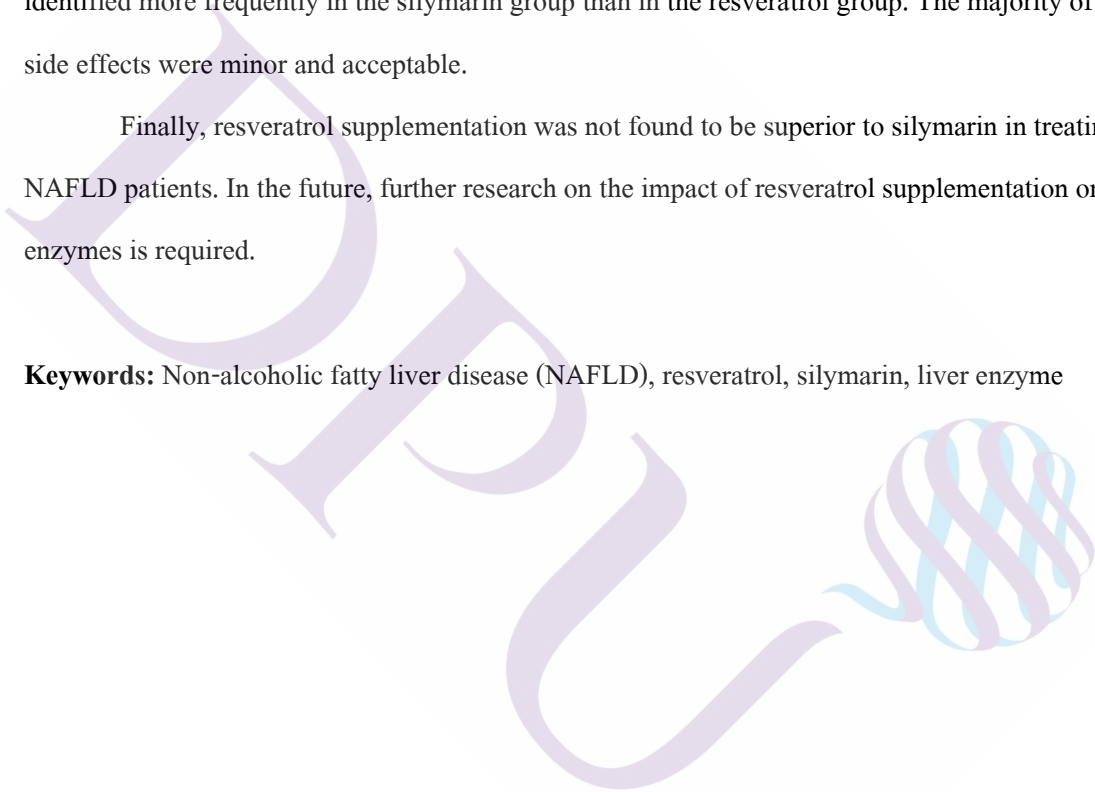 identified more frequently in the silymarin group than in the resveratrol group. The majority of
side effects were minor and acceptable.
Finally, resveratrol supplementation was not found to be superior to silymarin in
NAFLD patients. In the future, further research on the impact of resveratrol supplementation
enzymes is required.
Keywords: Non-alcoholic fatty liver disease (NAFLD), resveratrol, silymarin, liver enzyme
DPU